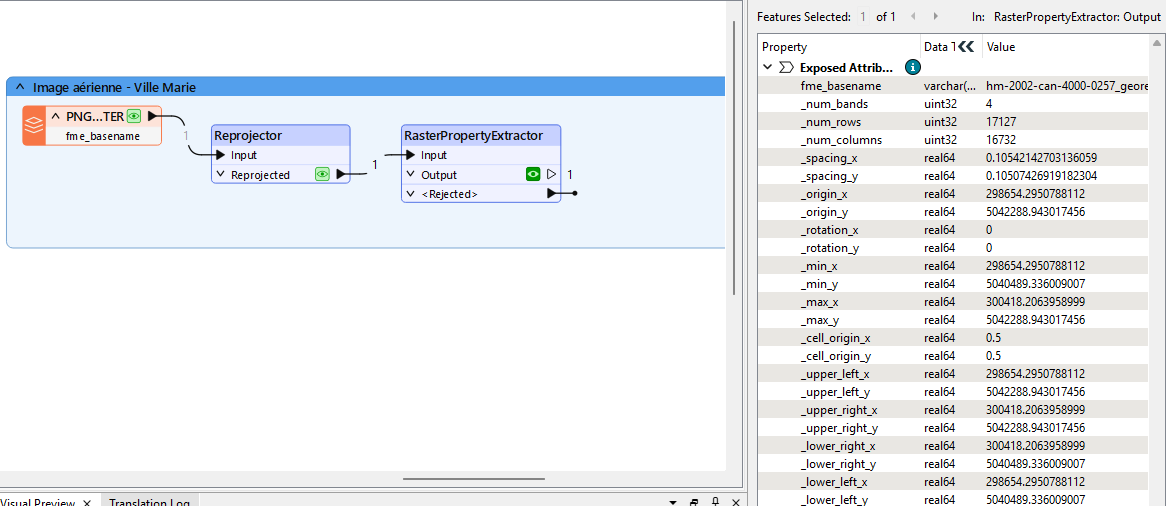 Image aérienne - Ville Marie
PNG...TER
fme_basename
1
Reprojector
Input
Reprojected
1
RasterPropertyExtractor
Input
Output
1
<Rejected>
Visual Preview
Translation Log
Features Selected: 1 of 1 In: RasterPropertyExtractor: Output
Property Data Value
Exposed Attrib...
fme_basename varchar(... hm-2002-can-4000-0257_geore
_num_bands uint32 4
_num_rows uint32 17127
_num_columns uint32 16732
_spacing_x real64 0.10542142703136059
_spacing_y real64 0.10507426919182304
_origin_x real64 298654.2950788112
_origin_y real64 5042288.943017456
_rotation_x real64 0
_rotation_y real64 0
_min_x real64 298654.2950788112
_min_y real64 5040489.336009007
_max_x real64 300418.2063958999
_max_y real64 5042288.943017456
_cell_origin_x real64 0.5
_cell_origin_y real64 0.5
_upper_left_x real64 298654.2950788112
_upper_left_y real64 5042288.943017456
_upper_right_x real64 300418.2063958999
_upper_right_y real64 5042288.943017456
_lower_right_x real64 300418.2063958999
_lower_right_y real64 5040489.336009007
_lower_left_x real64 298654.2950788112
_lower_left_y real64 5040489.336009007